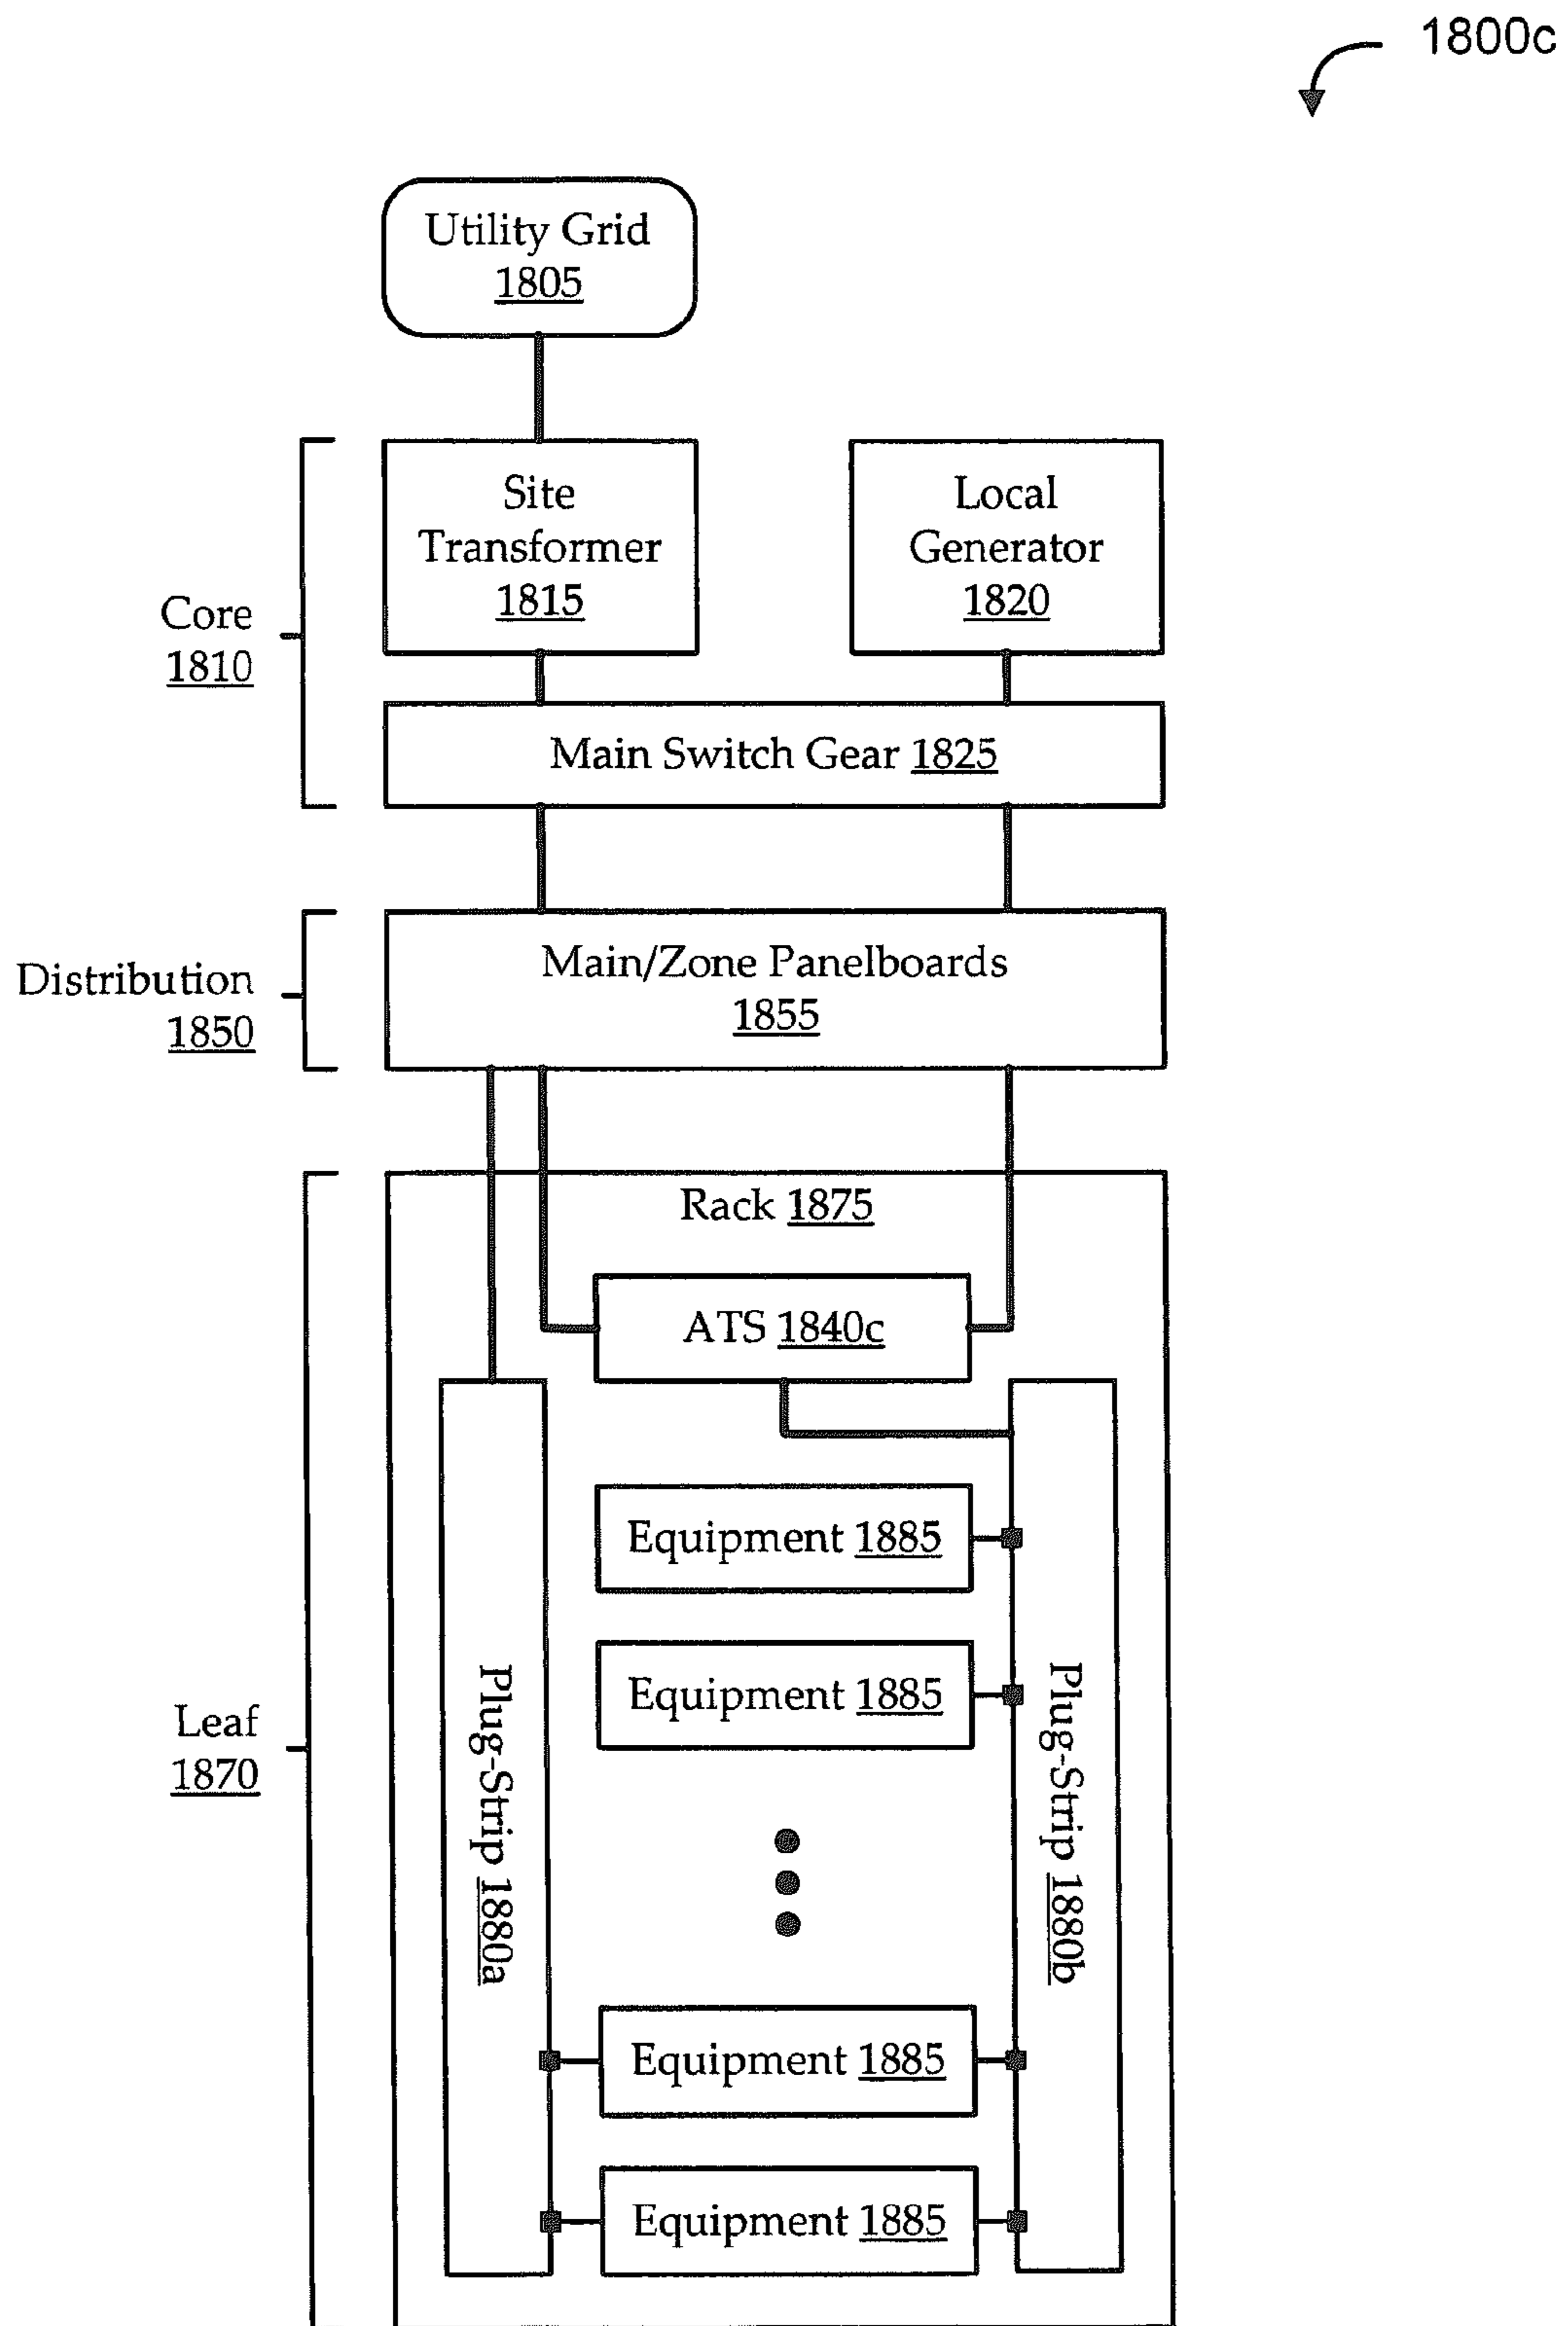 1800c
Utility Grid
1805
Site
Transformer
1815
Local
Generator
1820
Core
1810
Main Switch Gear 1825
Distribution
1850
Main/Zone Panelboards
1855
Rack 1875
ATS 1840c
Equipment 1885
Equipment 1885
Leaf
1870
Plug-Strip 1880a
Plug-Strip 1880b
Equipment 1885
Equipment 1885